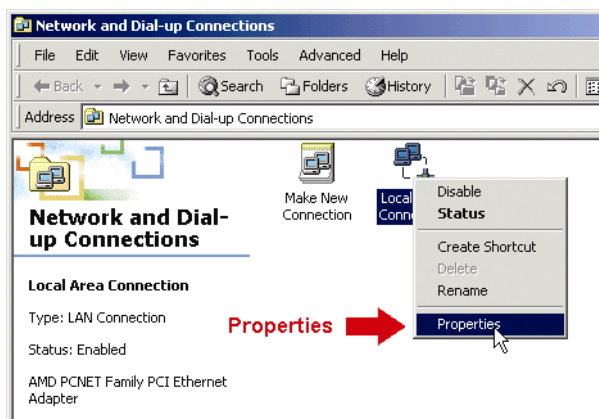 Network and Dial-up Connections
File Edit View Favorites Tools Advanced Help
Back Search Folders History
Address Network and Dial-up Connections
Make New
Connection
Local
Conn
Network and Dial-
up Connections
Local Area Connection
Type: LAN Connection
Status: Enabled
AMD PCNET Family PCI Ethernet
Adapter
Disable
Status
Create Shortcut
Delete
Rename
Properties
Properties